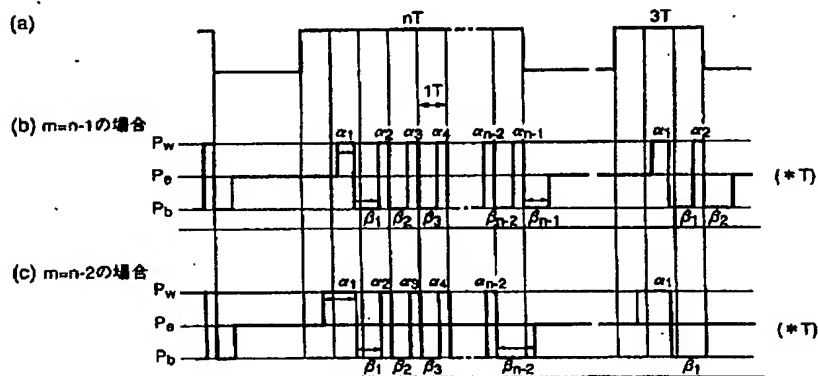 (a)
nT
3T
1T
(b) m=n-1の場合
α1 α2 α3 α4 αn-2 αn-1 α1 α2
Pw
Pe
(*T)
Pb
β1 β2 β3 βn-2 βn-1 β1 β2
(c) m=n-2の場合
α1 α2 α3 α4 αn-2 α1
Pw
Pe
(*T)
Pb
β1 β2 β3 βn-2 β1